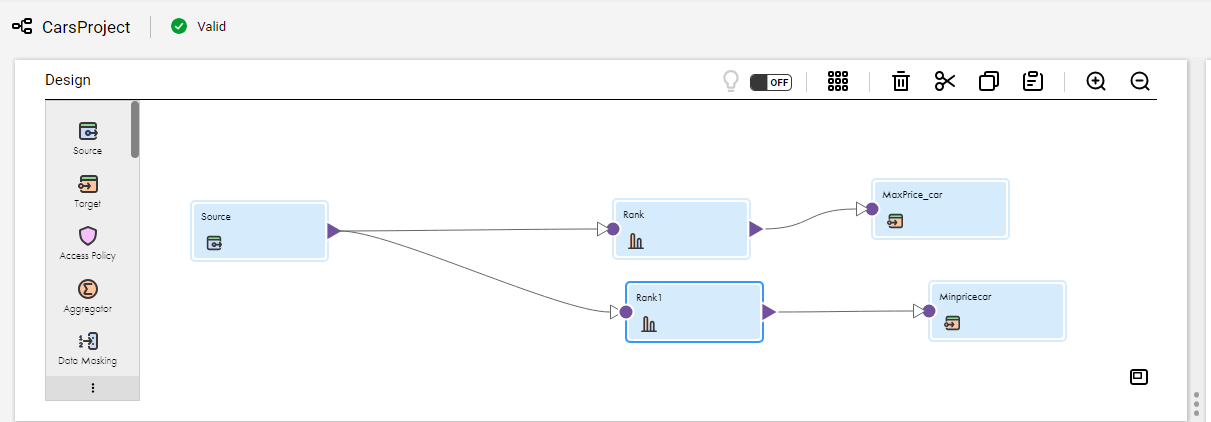 CarsProject
Valid
Design
OFF
Source
Target
Access Policy
Aggregator
Data Masking
Source
Rank
MaxPrice_car
Rank1
Minpricecar